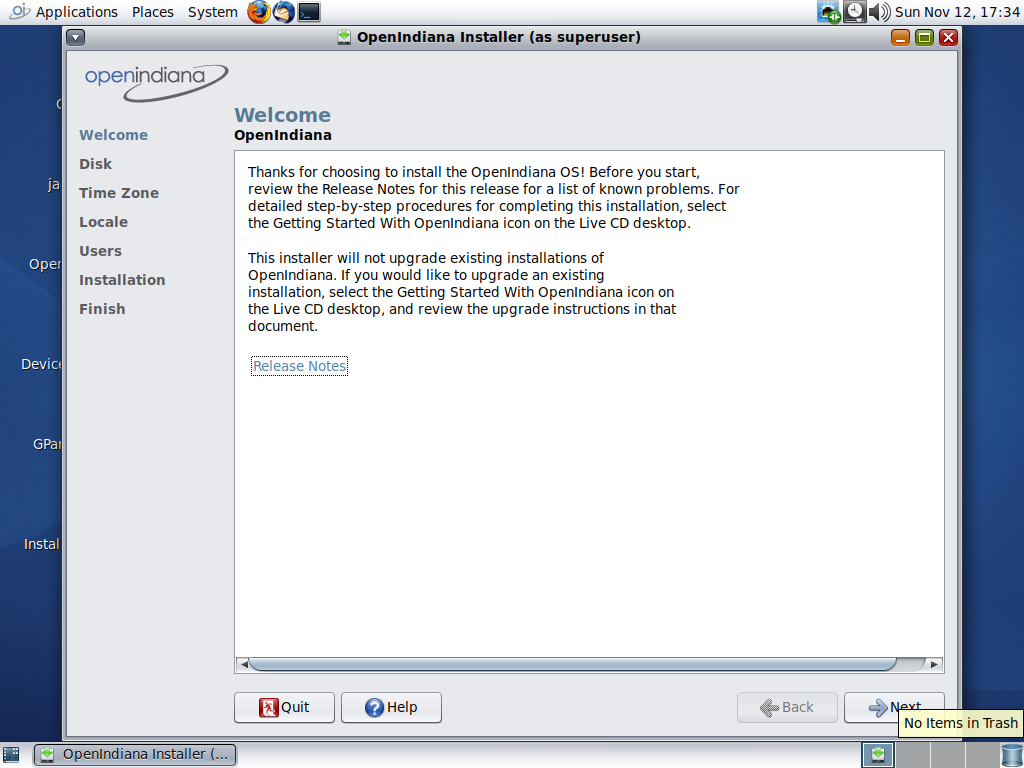 Applications Places System Sun Nov 12, 17:34
OpenIndiana Installer (as superuser)
openindiana
Welcome
OpenIndiana
Welcome
Disk
Time Zone
Locale
Users
Installation
Finish
Thanks for choosing to install the OpenIndiana OS! Before you start,
review the Release Notes for this release for a list of known problems. For
detailed step-by-step procedures for completing this installation, select
the Getting Started With OpenIndiana icon on the Live CD desktop.
This installer will not upgrade existing installations of
OpenIndiana. If you would like to upgrade an existing
installation, select the Getting Started With OpenIndiana icon on
the Live CD desktop, and review the upgrade instructions in that
document.
Release Notes
ja
Open
Device
GPar
Instal
Quit Help Back Next
No Items in Trash
OpenIndiana Installer (...